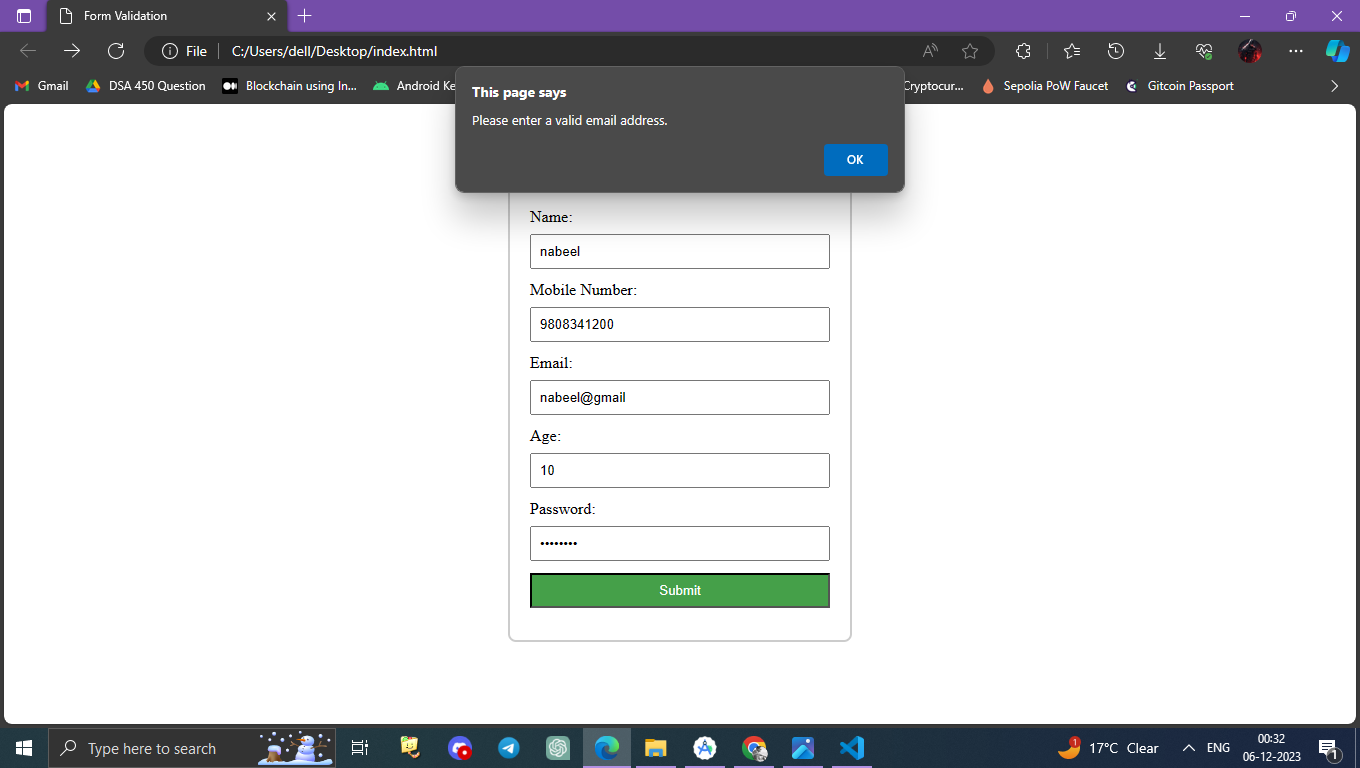 Form Validation
File
C:/Users/dell/Desktop/index.html
Gmail
DSA 450 Question
Blockchain using In...
Android Ke
Cryptocur...
Sepolia PoW Faucet
Gitcoin Passport
This page says
Please enter a valid email address.
OK
Name:
nabeel
Mobile Number:
9808341200
Email:
nabeel@gmail
Age:
10
Password:
••••••••
Submit
Type here to search
1
17°C Clear
ENG
00:32
06-12-2023
1